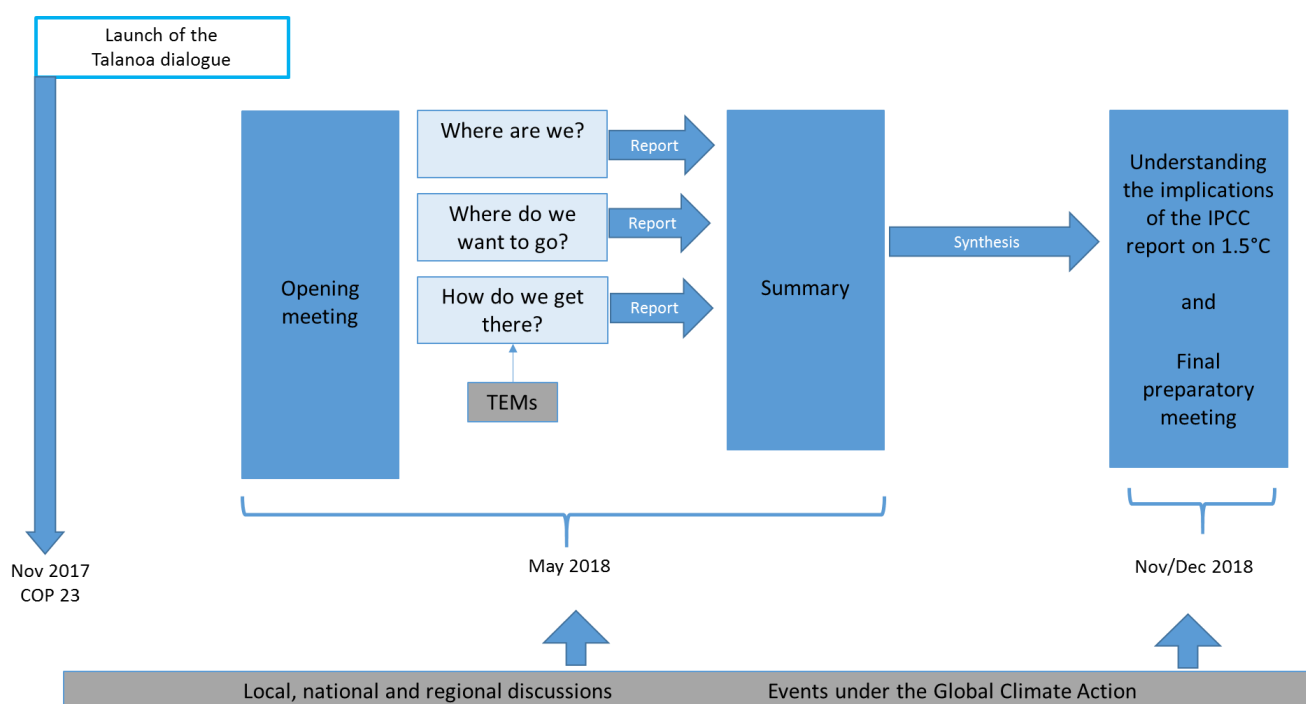 Launch of the
Talanoa dialogue
Where are we?
Report
Where do we
want to go?
Report
How do we get
there?
Report
TEMs
Opening
meeting
Summary
Synthesis
Understanding
the implications
of the IPCC
report on 1.5°C
and
Final
preparatory
meeting
Nov 2017
COP 23
May 2018
Nov/Dec 2018
Local, national and regional discussions
Events under the Global Climate Action